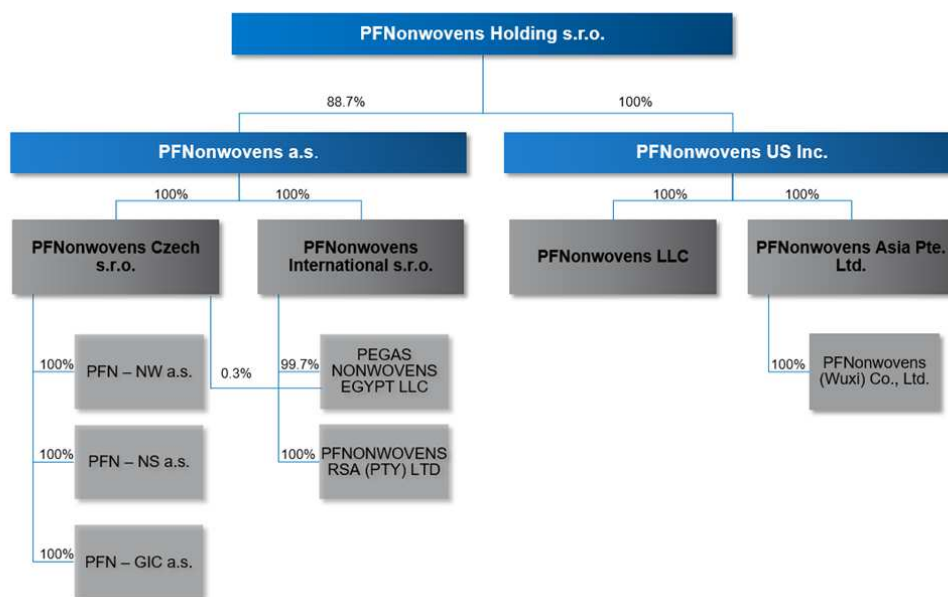 PFNonwovens Holding s.r.o.
88.7%
100%
PFNonwovens a.s.
PFNonwovens US Inc.
100%
100%
100%
100%
PFNonwovens Czech
s.r.o.
PFNonwovens
International s.r.o.
PFNonwovens LLC
PFNonwovens Asia Pte.
Ltd.
100%
PFN – NW a.s.
0.3%
99.7%
PEGAS
NONWOVENS
EGYPT LLC
100%
PFNonwovens
(Wuxi) Co., Ltd.
100%
PFN – NS a.s.
100%
PFNONWOVENS
RSA (PTY) LTD
100%
PFN – GIC a.s.